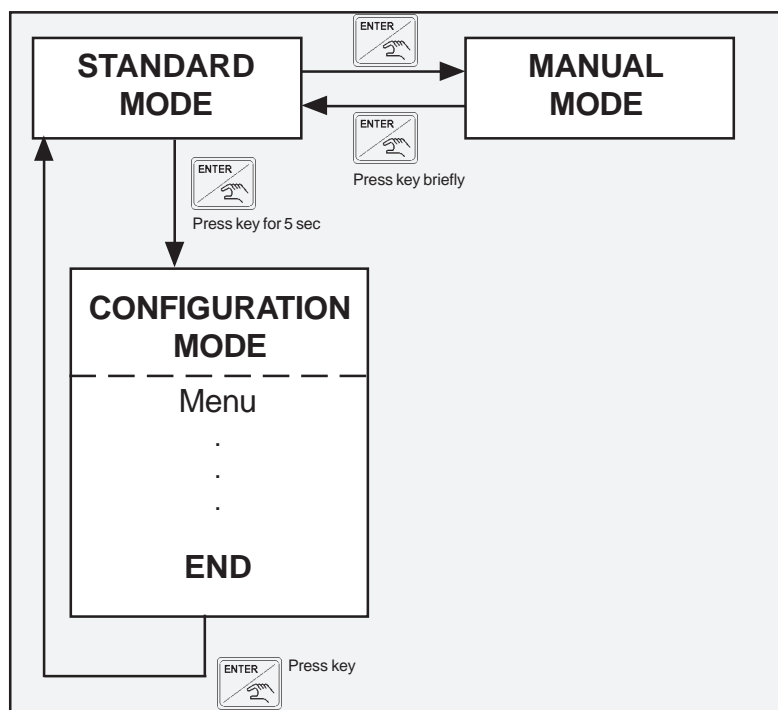 ENTER
STANDARD
MODE
MANUAL
MODE
ENTER
Press key briefly
ENTER
Press key for 5 sec
CONFIGURATION
MODE
Menu
.
.
.
END
ENTER
Press key